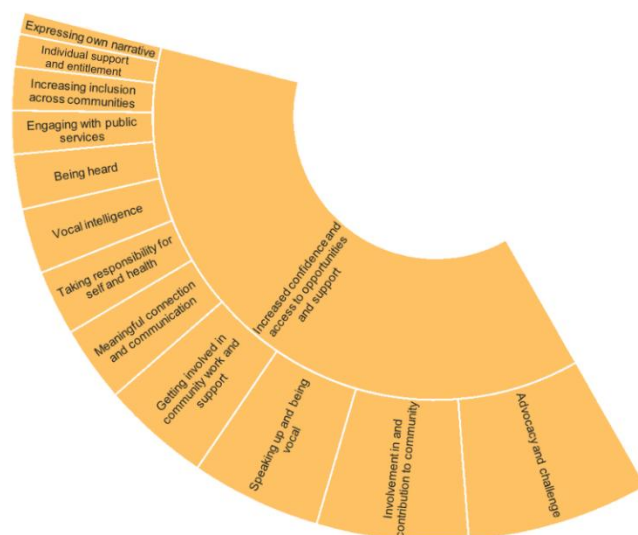 Expressing own narrative
Individual support
and entitlement
Increasing inclusion
across communities
Engaging with public
services
Being heard
Vocal intelligence
Taking responsibility for
self and health
Meaningful connection
and communication
Getting involved in
community work and
support
Speaking up and being
vocal
Involvement in and
contribution to community
Advocacy and challenge
Increased confidence and
access to opportunities
and support